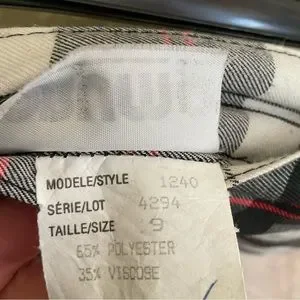 MODELE/STYLE 1240
SÉRIE/LOT 4294
TAILLE/SIZE 9
65% POLYESTER
35% VISCOSE